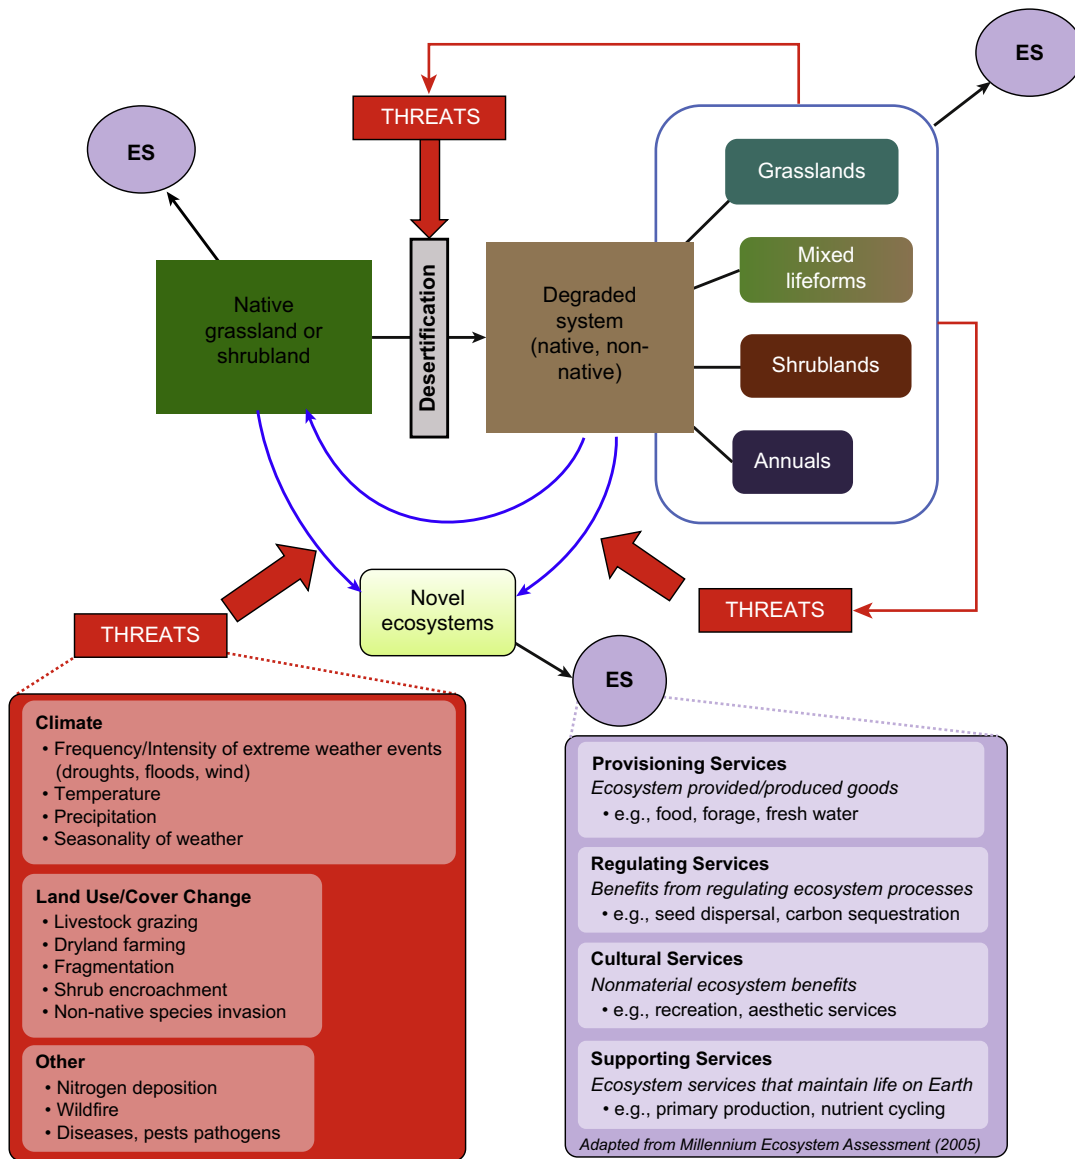 ES
THREATS
ES
Grasslands
Mixed
lifeforms
Shrublands
Annuals
Native
grassland or
shrubland
Desertification
Degraded
system
(native, non-
native)
Novel
ecosystems
THREATS
THREATS
ES
Climate
• Frequency/Intensity of extreme weather events
(droughts, floods, wind)
• Temperature
• Precipitation
• Seasonality of weather
Land Use/Cover Change
• Livestock grazing
• Dryland farming
• Fragmentation
• Shrub encroachment
• Non-native species invasion
Other
• Nitrogen deposition
• Wildfire
• Diseases, pests pathogens
Provisioning Services
Ecosystem provided/produced goods
• e.g., food, forage, fresh water
Regulating Services
Benefits from regulating ecosystem processes
• e.g., seed dispersal, carbon sequestration
Cultural Services
Nonmaterial ecosystem benefits
• e.g., recreation, aesthetic services
Supporting Services
Ecosystem services that maintain life on Earth
• e.g., primary production, nutrient cycling
Adapted from Millennium Ecosystem Assessment (2005)